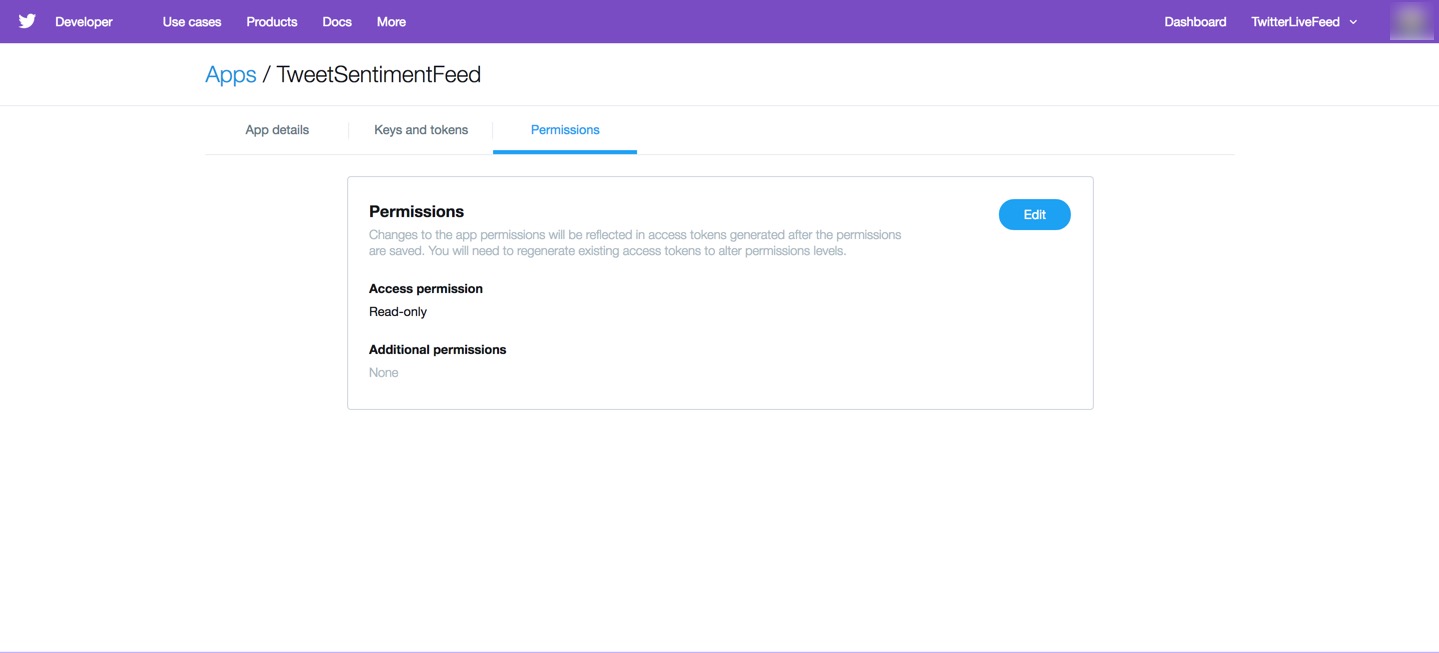 Developer Use cases Products Docs More Dashboard TwitterLiveFeed
Apps / TweetSentimentFeed
App details Keys and tokens Permissions
Permissions
Edit
Changes to the app permissions will be reflected in access tokens generated after the permissions
are saved. You will need to regenerate existing access tokens to alter permissions levels.
Access permission
Read-only
Additional permissions
None